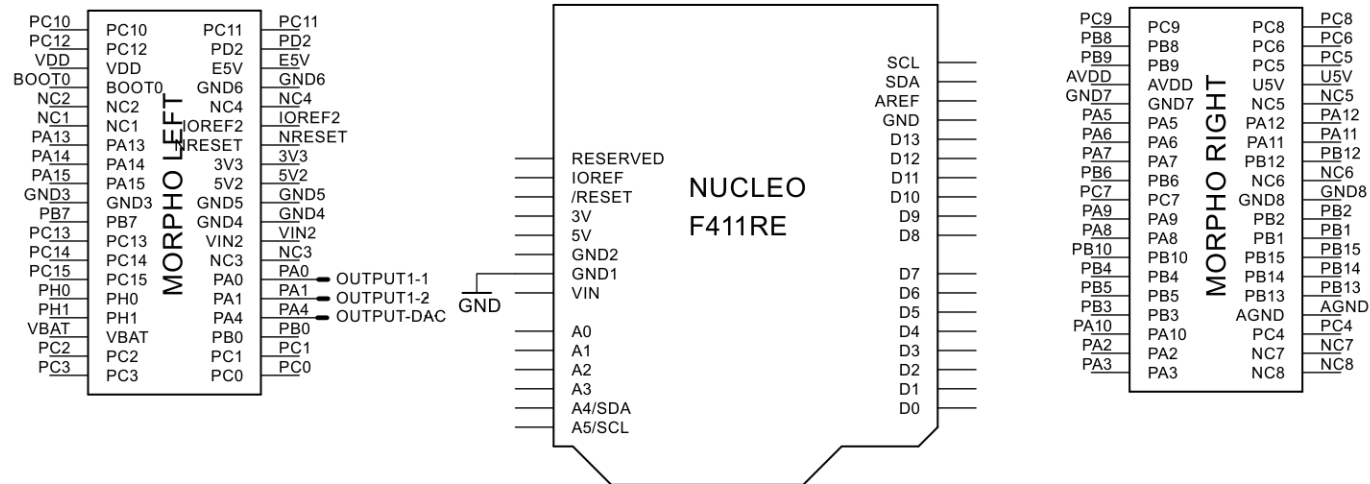 PC10 PC10 PC11 PC11
PC12 PC12 PD2 PD2
VDD VDD E5V E5V
BOOT0 BOOT0 GND6 GND6
NC2 NC2 NC4 NC4
NC1 NC1 IOREF2 IOREF2
PA13 PA13 NRESET NRESET
PA14 PA14 3V3 3V3
PA15 PA15 5V2 5V2
GND3 GND3 GND5 GND5
PB7 PB7 GND4 GND4
PC13 PC13 VIN2 VIN2
PC14 PC14 NC3 NC3
PC15 PC15 PA0 PA0 OUTPUT1-1
PH0 PH0 PA1 PA1 OUTPUT1-2
PH1 PH1 PA4 PA4 OUTPUT-DAC
VBAT VBAT PB0 PB0
PC2 PC2 PC1 PC1
PC3 PC3 PC0 PC0
MORPHO LEFT
GND
RESERVED
IOREF
/RESET
3V
5V
GND2
GND1
VIN
A0
A1
A2
A3
A4/SDA
A5/SCL
NUCLEO
F411RE
SCL
SDA
AREF
GND
D13
D12
D11
D10
D9
D8
D7
D6
D5
D4
D3
D2
D1
D0
PC9 PC9 PC8 PC8
PB8 PB8 PC6 PC6
PB9 PB9 PC5 PC5
AVDD AVDD U5V U5V
GND7 GND7 NC5 NC5
PA5 PA5 PA12 PA12
PA6 PA6 PA11 PA11
PA7 PA7 PB12 PB12
PB6 PB6 NC6 NC6
PC7 PC7 GND8 GND8
PA9 PA9 PB2 PB2
PA8 PA8 PB1 PB1
PB10 PB10 PB15 PB15
PB4 PB4 PB14 PB14
PB5 PB5 PB13 PB13
PB3 PB3 AGND AGND
PA10 PA10 PC4 PC4
PA2 PA2 NC7 NC7
PA3 PA3 NC8 NC8
MORPHO RIGHT